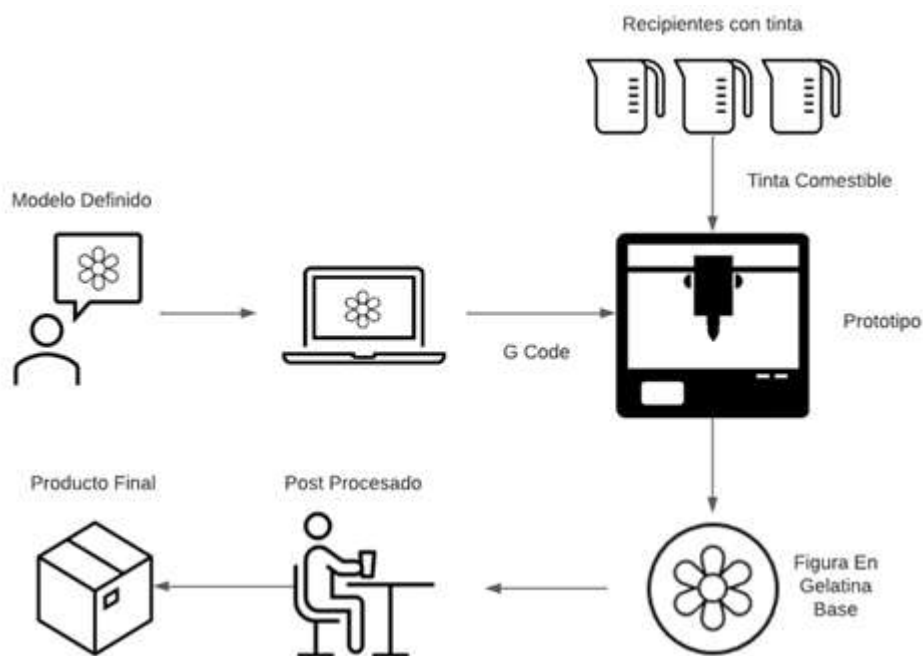 Recipientes con tinta
Tinta Comestible
Modelo Definido
G Code
Prototipo
Producto Final
Post Procesado
Figura En
Gelatina
Base